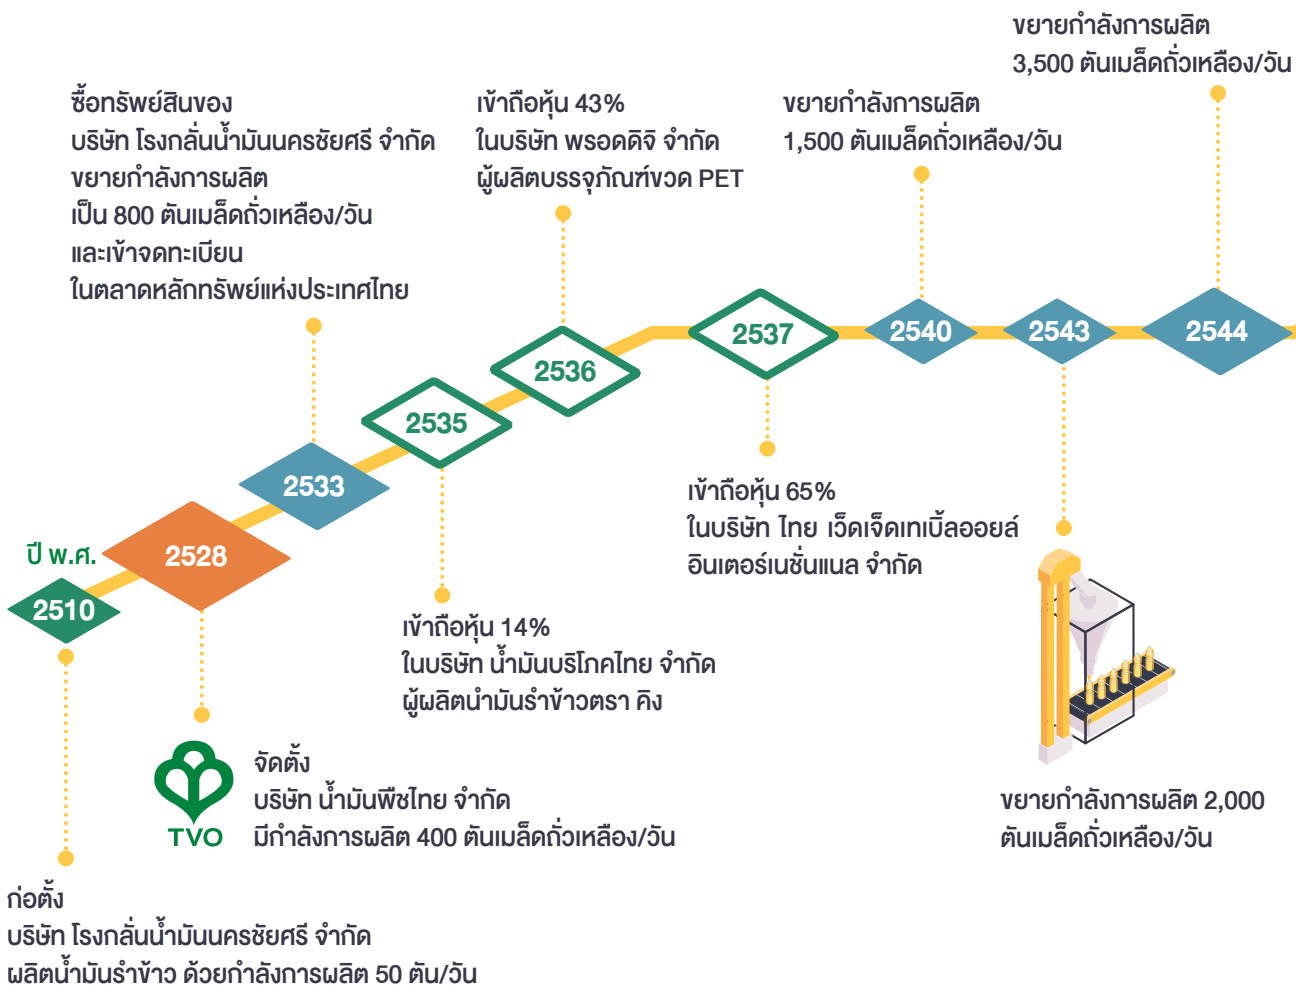 ปี พ.ศ.
2510
ก่อตั้ง
บริษัท โรงกลั่นน้ำมันนครชัยศรี จำกัด
ผลิตน้ำมันรำข้าว ด้วยกำลังการผลิต 50 ตัน/วัน
2528
TVO
จัดตั้ง
บริษัท น้ำมันพืชไทย จำกัด
มีกำลังการผลิต 400 ตันเมล็ดถั่วเหลือง/วัน
2533
ซื้อทรัพย์สินของ
บริษัท โรงกลั่นน้ำมันนครชัยศรี จำกัด
ขยายกำลังการผลิต
เป็น 800 ตันเมล็ดถั่วเหลือง/วัน
และเข้าจดทะเบียน
ในตลาดหลักทรัพย์แห่งประเทศไทย
2535
เข้าถือหุ้น 14%
ในบริษัท น้ำมันบริโภคไทย จำกัด
ผู้ผลิตนำมันรำข้าวตรา คิง
2536
เข้าถือหุ้น 43%
ในบริษัท พรอดดิจิ จำกัด
ผู้ผลิตบรรจุภัณฑ์ขวด PET
2537
เข้าถือหุ้น 65%
ในบริษัท ไทย เว็ดเจ็ดเทเบิ้ลออยล์
อินเตอร์เนชั่นแนล จำกัด
2540
ขยายกำลังการผลิต
1,500 ตันเมล็ดถั่วเหลือง/วัน
2543
ขยายกำลังการผลิต 2,000
ตันเมล็ดถั่วเหลือง/วัน
2544
ขยายกำลังการผลิต
3,500 ตันเมล็ดถั่วเหลือง/วัน